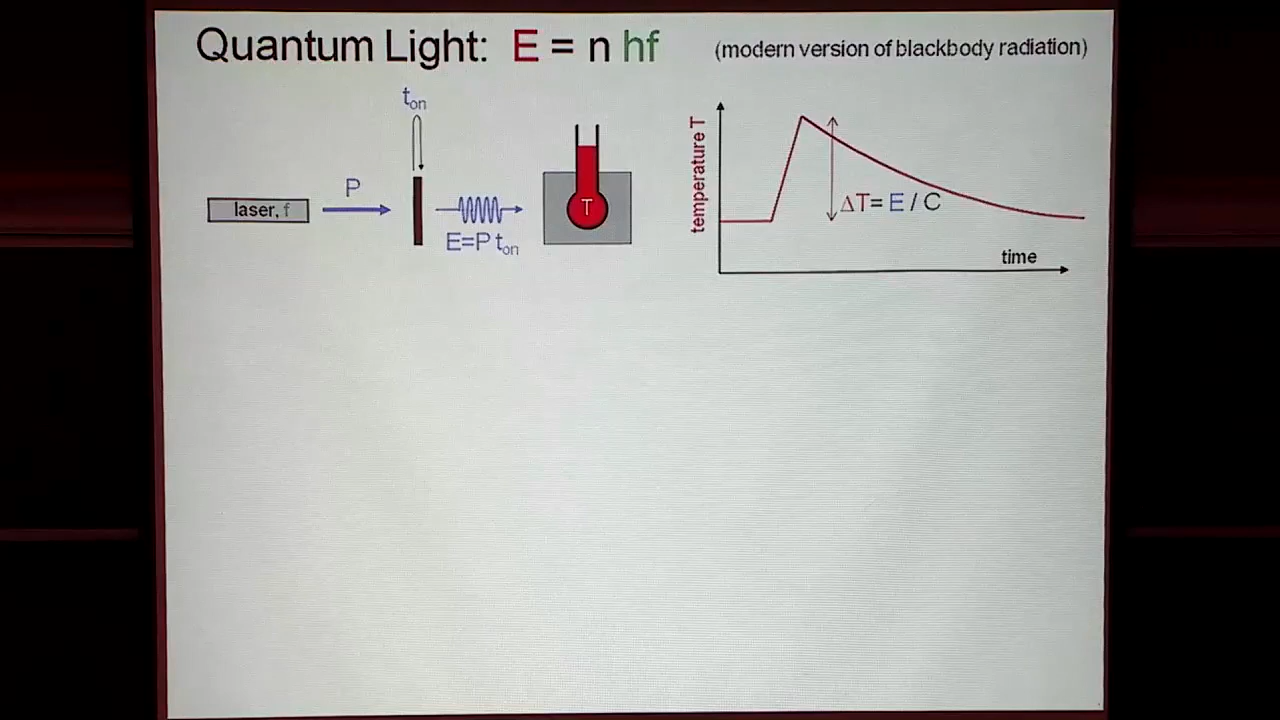 Quantum Light: E = n hf
(modern version of blackbody radiation)
t_on
laser, f
P
E=P t_on
T
temperature T
ΔT= E / C
time